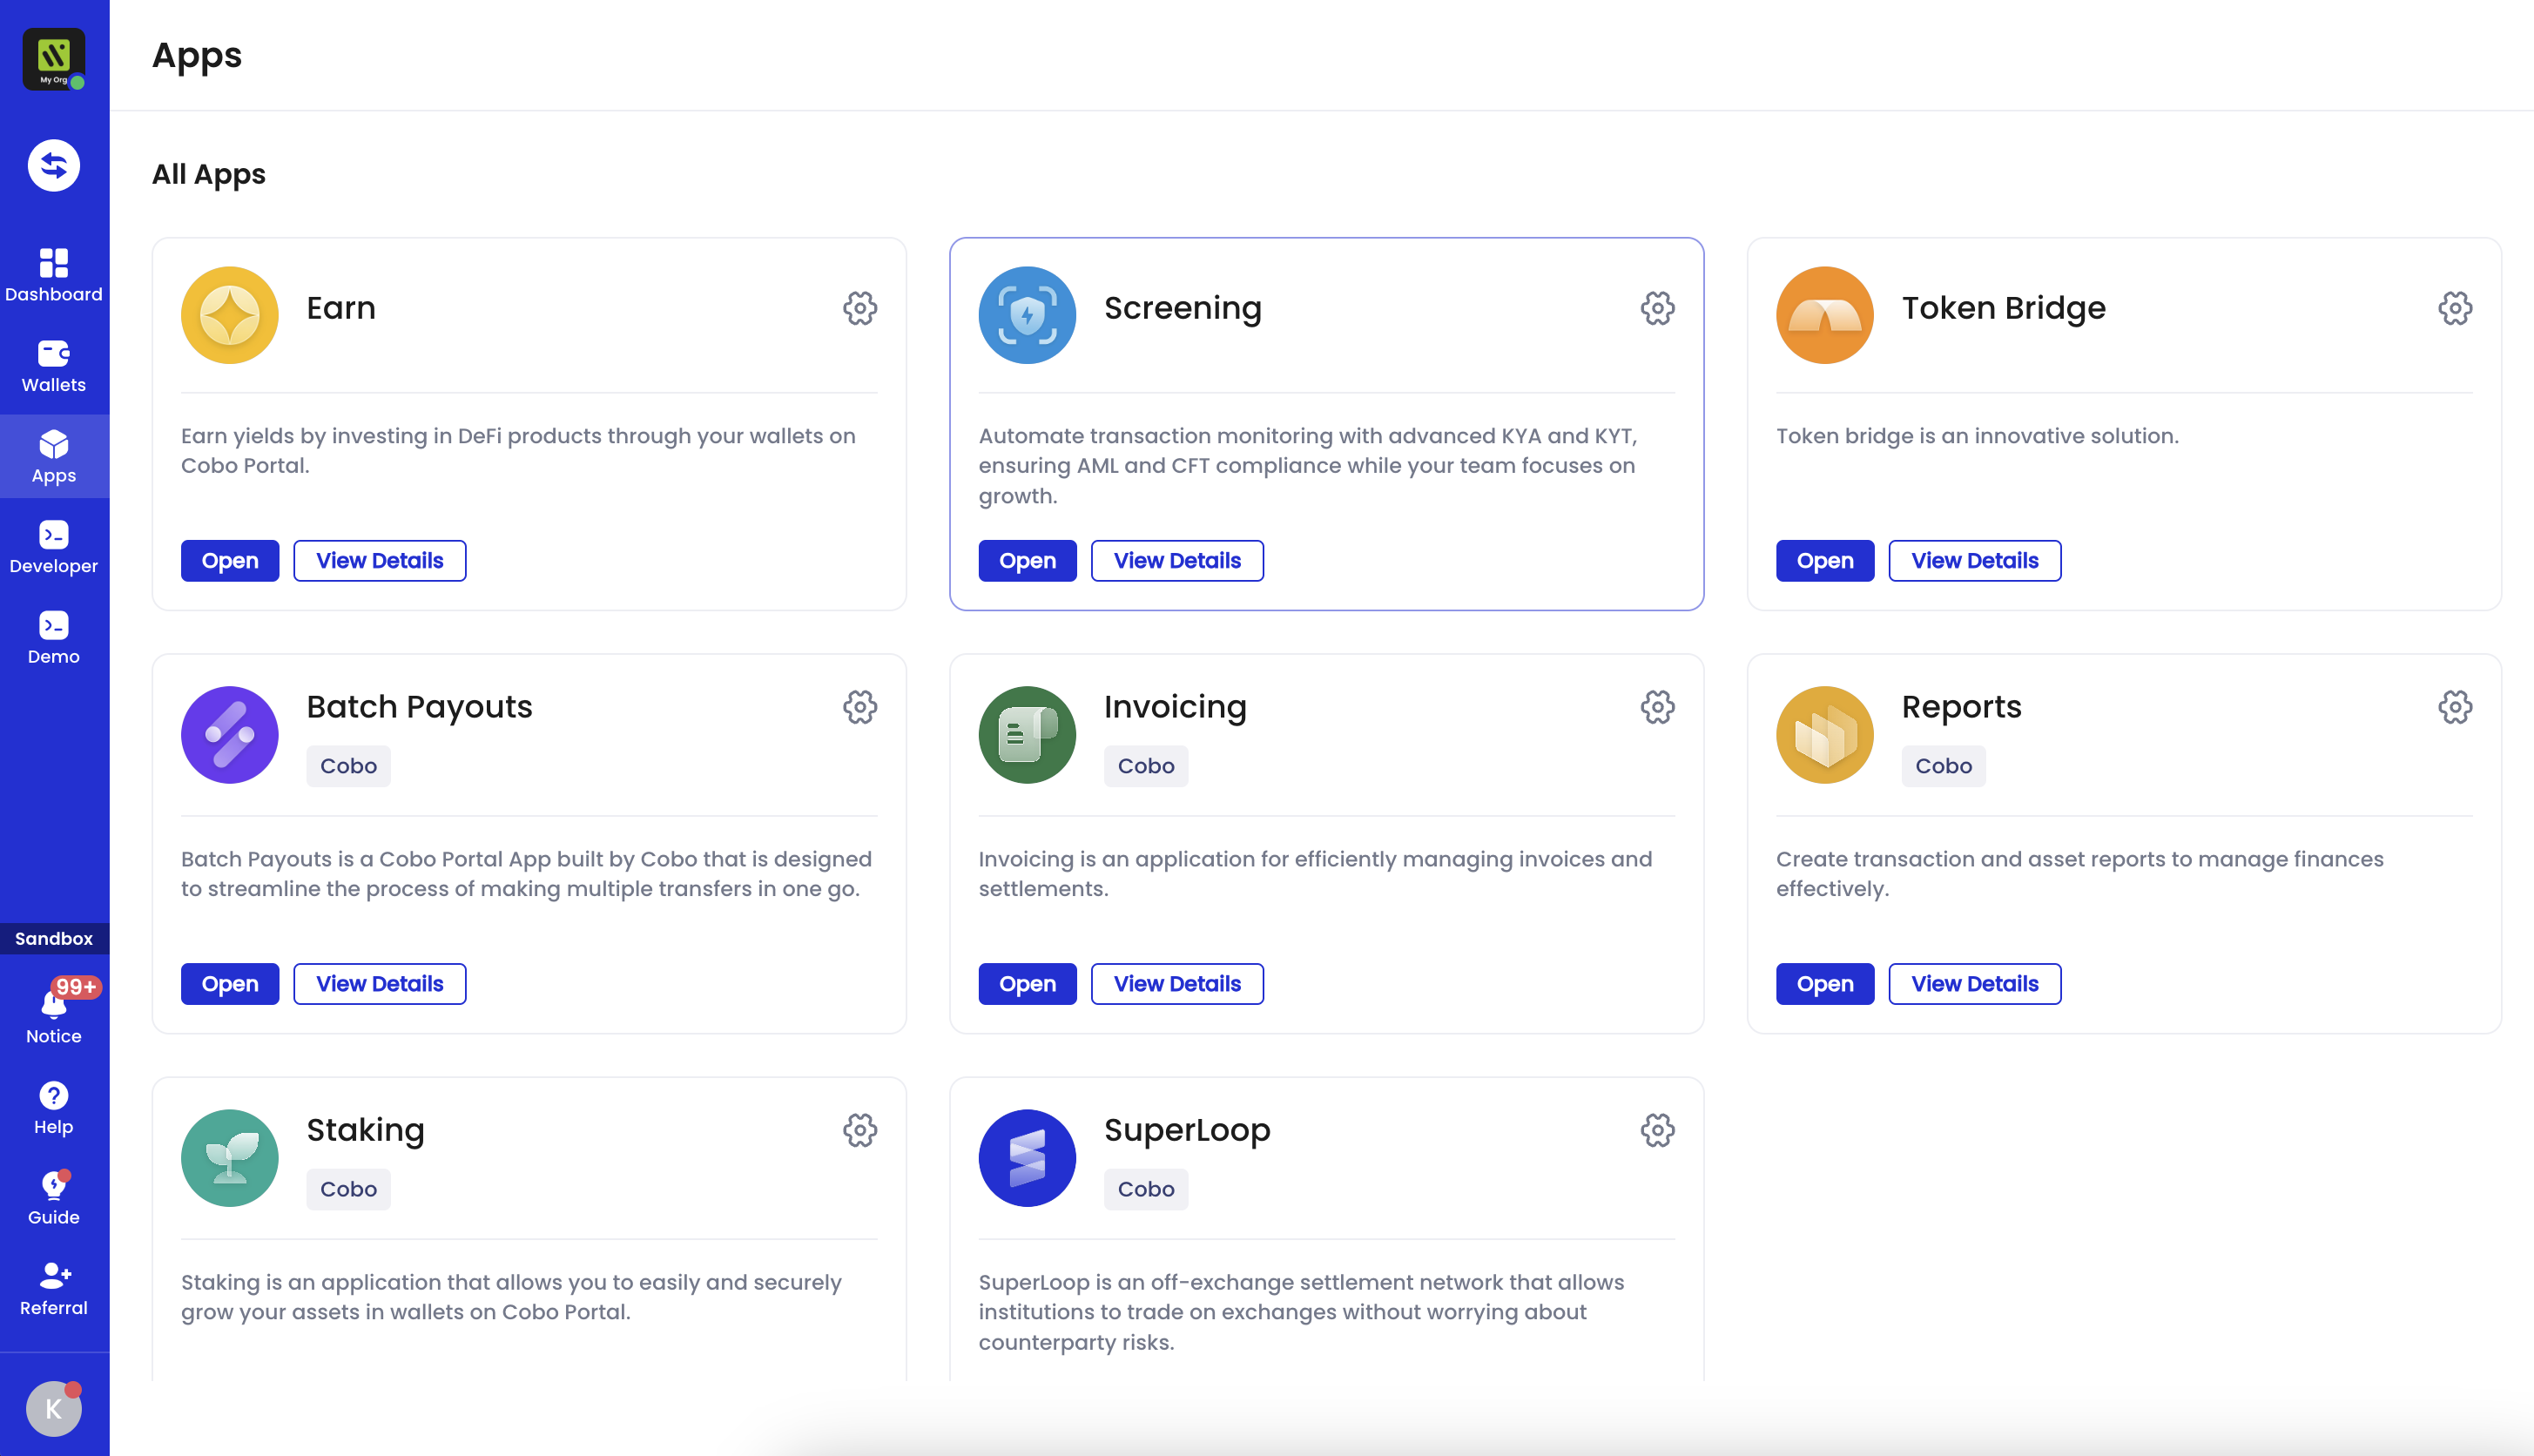 My Org
Dashboard
Wallets
Apps
Developer
Demo
Sandbox
99+
Notice
Help
Guide
Referral
K
Apps
All Apps
Earn
Earn yields by investing in DeFi products through your wallets on
Cobo Portal.
Open
View Details
Screening
Automate transaction monitoring with advanced KYA and KYT,
ensuring AML and CFT compliance while your team focuses on
growth.
Open
View Details
Token Bridge
Token bridge is an innovative solution.
Open
View Details
Batch Payouts
Cobo
Batch Payouts is a Cobo Portal App built by Cobo that is designed
to streamline the process of making multiple transfers in one go.
Open
View Details
Invoicing
Cobo
Invoicing is an application for efficiently managing invoices and
settlements.
Open
View Details
Reports
Cobo
Create transaction and asset reports to manage finances
effectively.
Open
View Details
Staking
Cobo
Staking is an application that allows you to easily and securely
grow your assets in wallets on Cobo Portal.
SuperLoop
Cobo
SuperLoop is an off-exchange settlement network that allows
institutions to trade on exchanges without worrying about
counterparty risks.